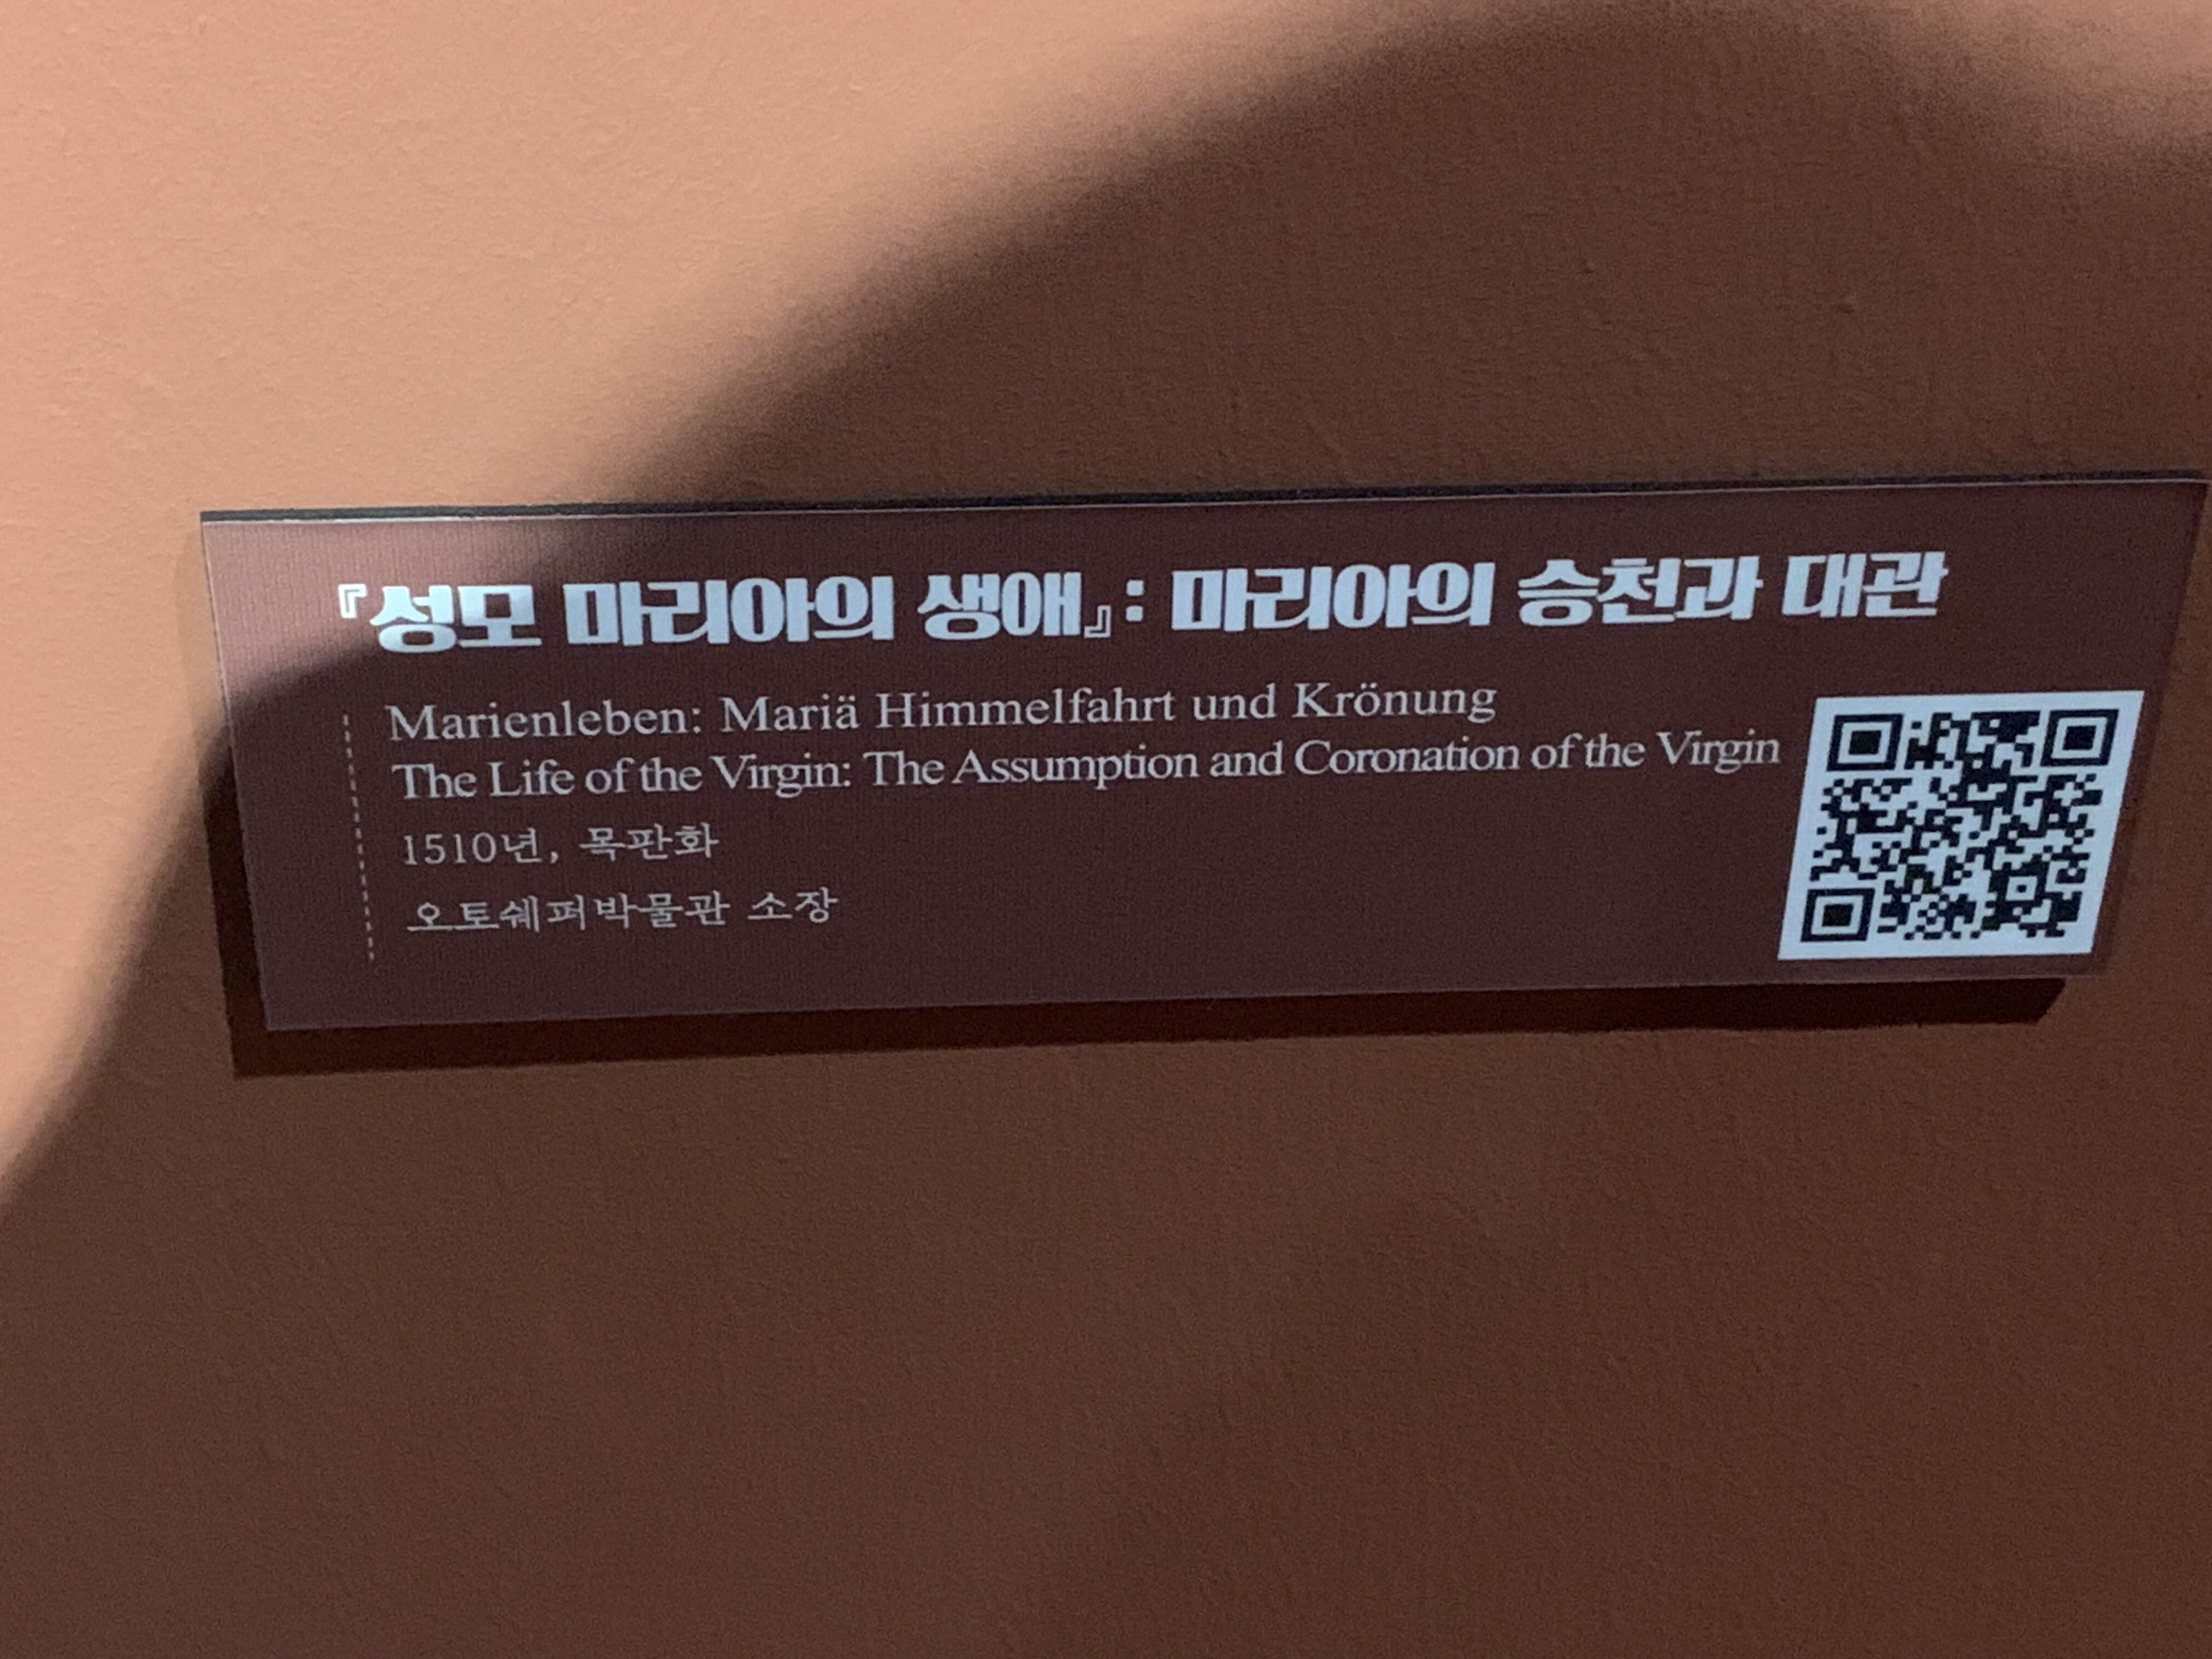 『성모 마리아의 생애』: 마리아의 승천과 대관
Marienleben: Mariä Himmelfahrt und Krönung
The Life of the Virgin: The Assumption and Coronation of the Virgin
1510년, 목판화
오토쉐퍼박물관 소장